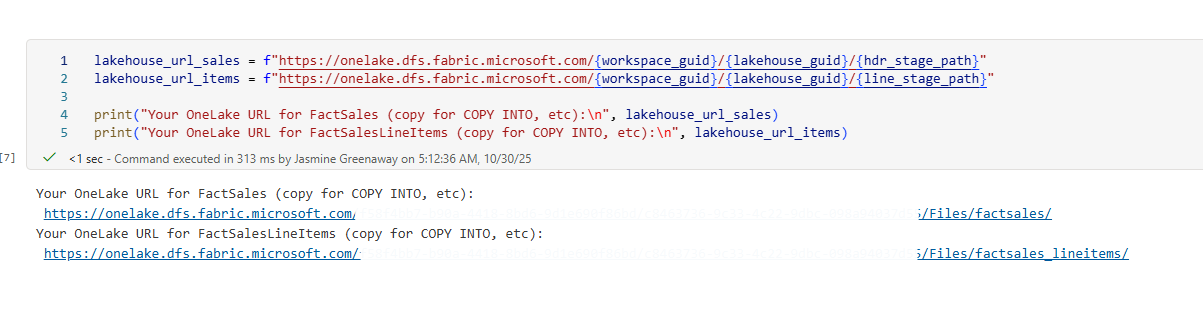 1 lakehouse_url_sales = f"https://onelake.dfs.fabric.microsoft.com/{workspace_guid}/{lakehouse_guid}/{hdr_stage_path}"
2 lakehouse_url_items = f"https://onelake.dfs.fabric.microsoft.com/{workspace_guid}/{lakehouse_guid}/{line_stage_path}"
3
4 print("Your OneLake URL for FactSales (copy for COPY INTO, etc):\n", lakehouse_url_sales)
5 print("Your OneLake URL for FactSalesLineItems (copy for COPY INTO, etc):\n", lakehouse_url_items)
[7] <1 sec - Command executed in 313 ms by Jasmine Greenaway on 5:12:36 AM, 10/30/25
Your OneLake URL for FactSales (copy for COPY INTO, etc):
https://onelake.dfs.fabric.microsoft.com/ /Files/factsales/
Your OneLake URL for FactSalesLineItems (copy for COPY INTO, etc):
https://onelake.dfs.fabric.microsoft.com/ /Files/factsales_lineitems/